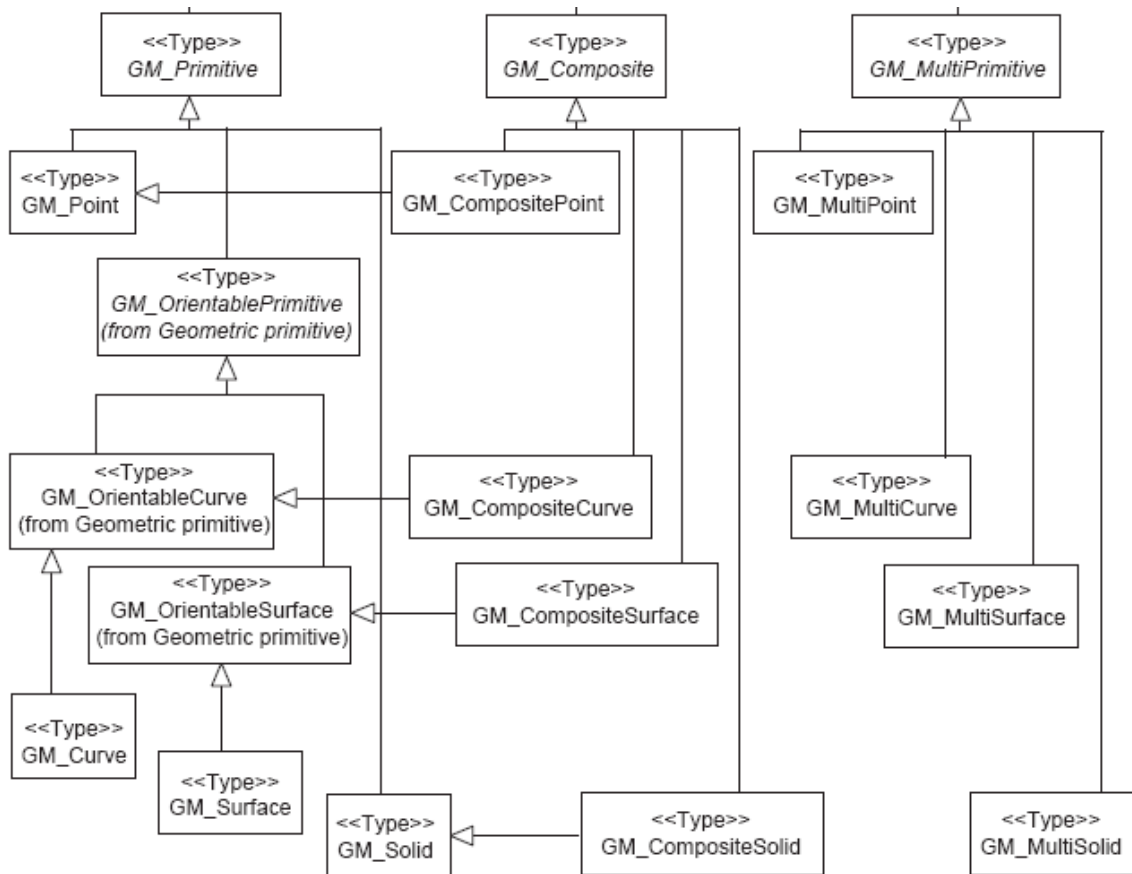 <<Type>>
GM_Primitive
<<Type>>
GM_Composite
<<Type>>
GM_MultiPrimitive
<<Type>>
GM_Point
<<Type>>
GM_CompositePoint
<<Type>>
GM_MultiPoint
<<Type>>
GM_OrientablePrimitive
(from Geometric primitive)
<<Type>>
GM_OrientableCurve
(from Geometric primitive)
<<Type>>
GM_CompositeCurve
<<Type>>
GM_MultiCurve
<<Type>>
GM_OrientableSurface
(from Geometric primitive)
<<Type>>
GM_CompositeSurface
<<Type>>
GM_MultiSurface
<<Type>>
GM_Curve
<<Type>>
GM_Surface
<<Type>>
GM_Solid
<<Type>>
GM_CompositeSolid
<<Type>>
GM_MultiSolid